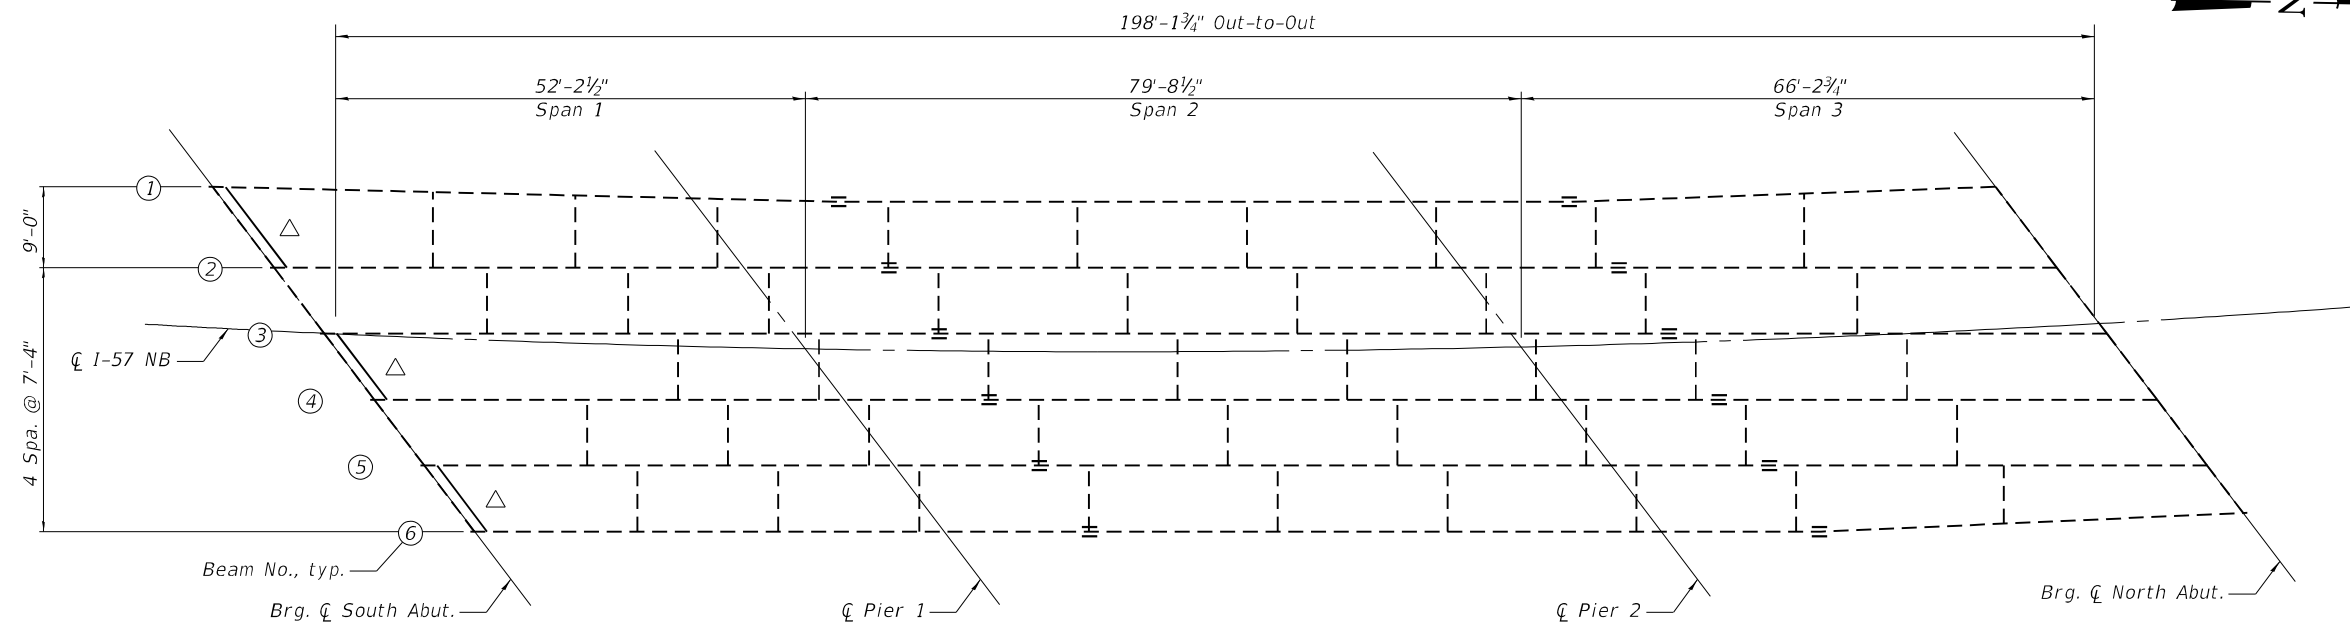 198'-1¾" Out-to-Out
Z
52'-2½"
Span 1
79'-8½"
Span 2
66'-2¾"
Span 3
1
9'-0"
2
3
℄ I-57 NB
4 Spa. @ 7'-4"
4
5
6
Beam No., typ.
Brg. ℄ South Abut.
℄ Pier 1
℄ Pier 2
Brg. ℄ North Abut.